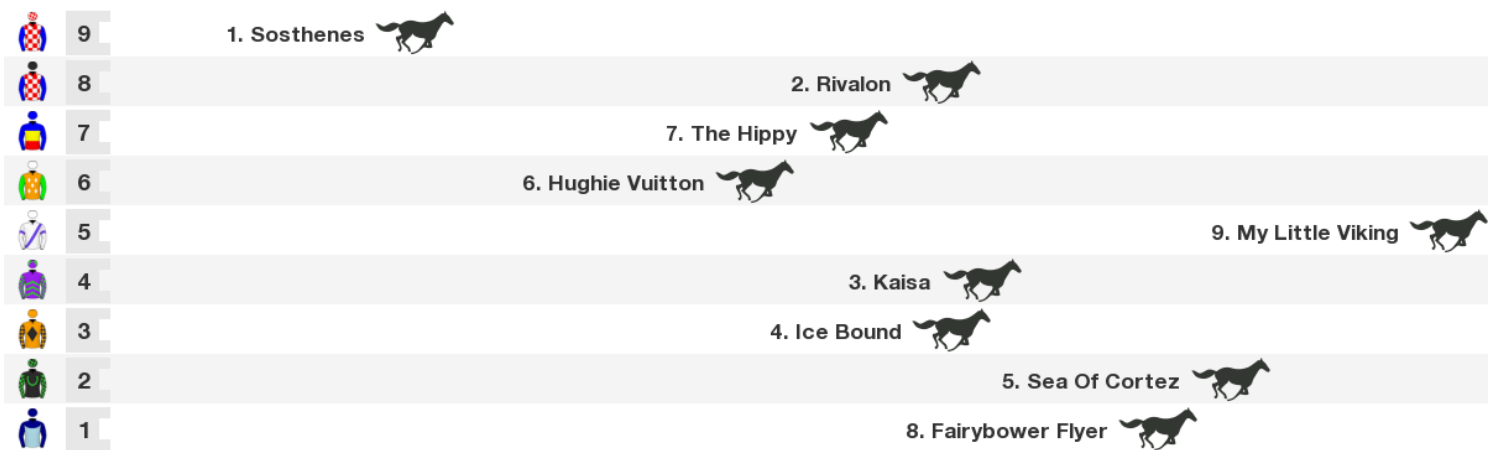 9 1. Sosthenes
8 2. Rivalon
7 7. The Hippy
6 6. Hughie Vuitton
5 9. My Little Viking
4 3. Kaisa
3 4. Ice Bound
2 5. Sea Of Cortez
1 8. Fairybower Flyer